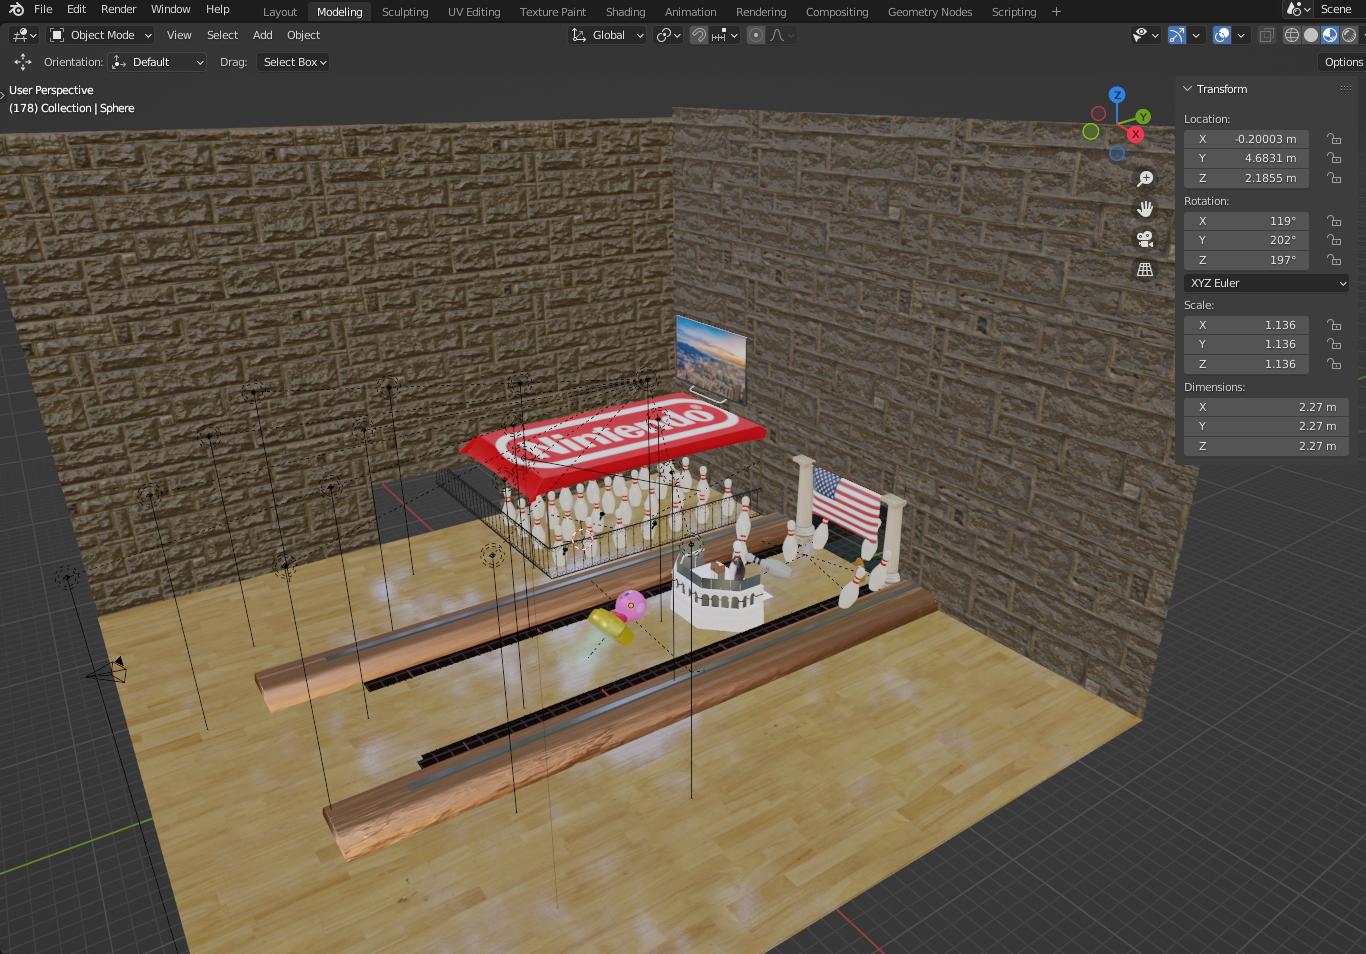 File Edit Render Window Help
Layout Modeling Sculpting UV Editing Texture Paint Shading Animation Rendering Compositing Geometry Nodes Scripting + Scene
Object Mode View Select Add Object Global
Orientation: Default Drag: Select Box Options
User Perspective
(178) Collection | Sphere
Z
Y
X
Nintendo®
Transform
Location:
X -0.20003 m
Y 4.6831 m
Z 2.1855 m
Rotation:
X 119°
Y 202°
Z 197°
XYZ Euler
Scale:
X 1.136
Y 1.136
Z 1.136
Dimensions:
X 2.27 m
Y 2.27 m
Z 2.27 m